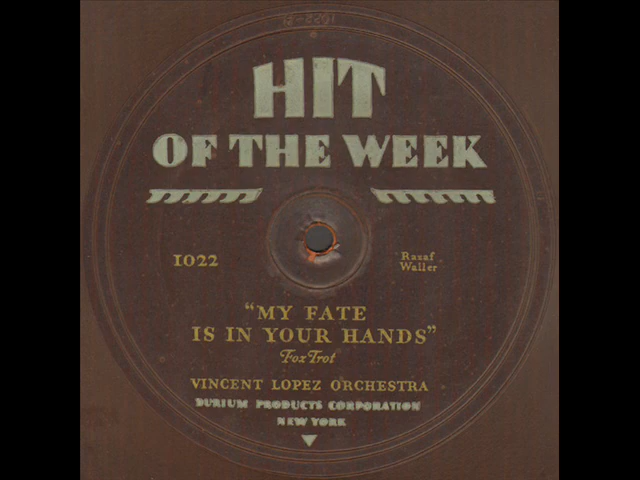 HIT
OF THE WEEK
1022
Razaf
Waller
"MY FATE
IS IN YOUR HANDS"
Fox Trot
VINCENT LOPEZ ORCHESTRA
DURIUM PRODUCTS CORPORATION
NEW YORK